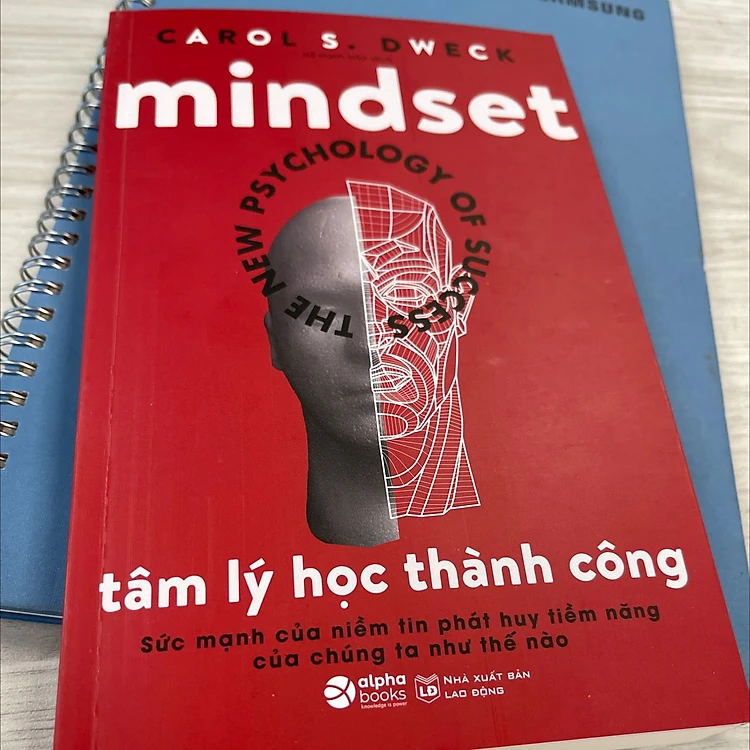 SAMSUNG
CAROL S. DWECK
mindset
THE NEW PSYCHOLOGY OF SUCCESS
tâm lý học thành công
Sức mạnh của niềm tin phát huy tiềm năng
của chúng ta như thế nào
alpha
books
knowledge is power
LĐ
NHÀ XUẤT BẢN
LAO ĐỘNG